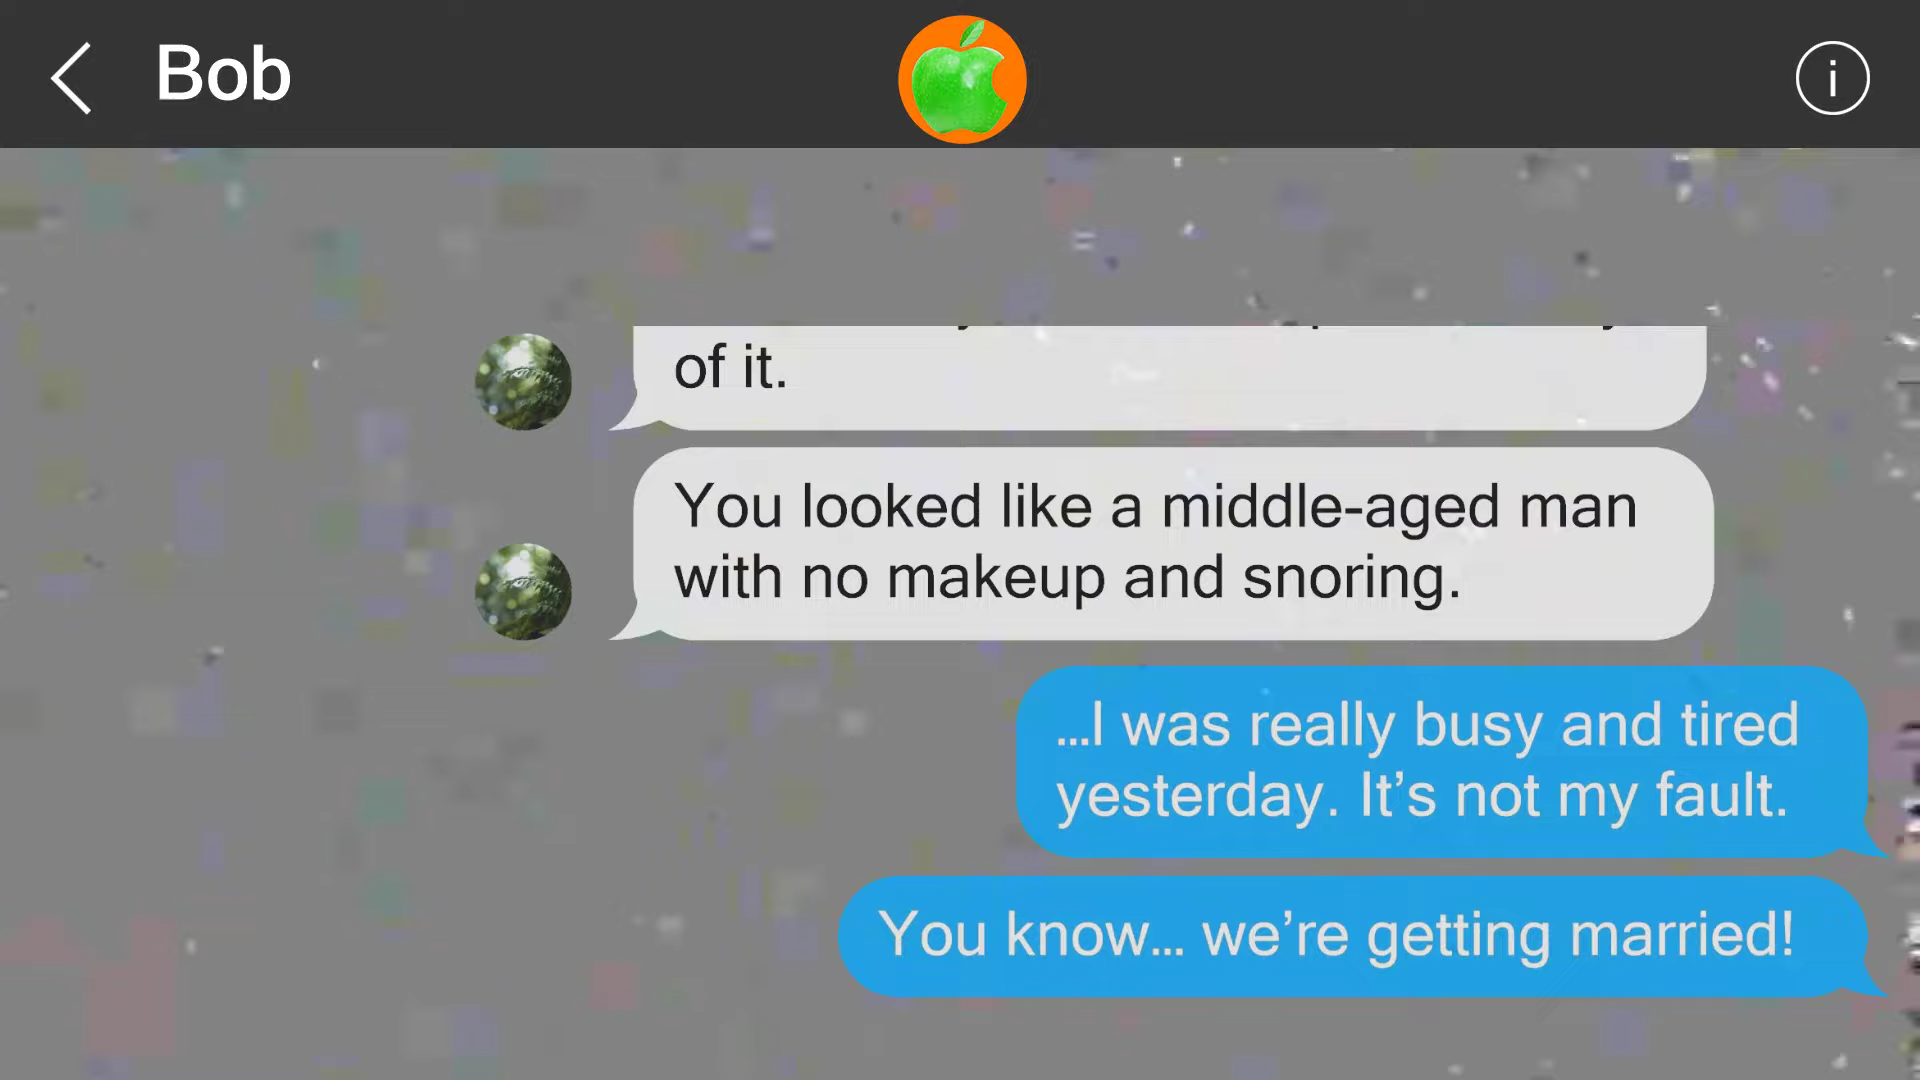 Bob
i
of it.
You looked like a middle-aged man
with no makeup and snoring.
…I was really busy and tired
yesterday. It’s not my fault.
You know… we’re getting married!